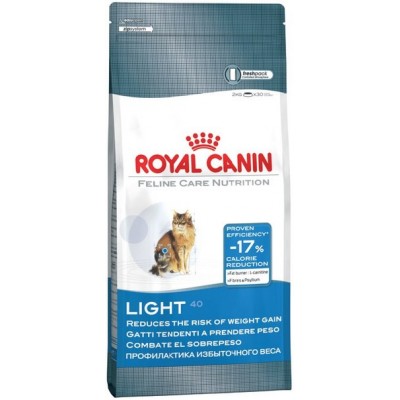 freshpack
ROYAL CANIN
FELINE CARE NUTRITION
PROVEN
EFFICIENCY*
-17%
CALORIE
REDUCTION
LIGHT 40
REDUCES THE RISK OF WEIGHT GAIN
GATTI TENDENTI A PRENDERE PESO
COMBATE EL SOBREPESO
ПРОФИЛАКТИКА ИЗБЫТОЧНОГО ВЕСА